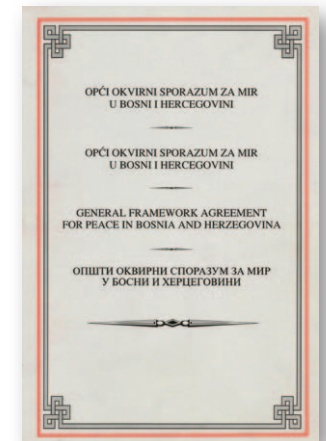 OPĆI OKVIRNI SPORAZUM ZA MIR
U BOSNI I HERCEGOVINI
OPĆI OKVIRNI SPORAZUM ZA MIR
U BOSNI I HERCEGOVINI
GENERAL FRAMEWORK AGREEMENT
FOR PEACE IN BOSNIA AND HERZEGOVINA
ОПШТИ ОКВИРНИ СПОРАЗУМ ЗА МИР
У БОСНИ И ХЕРЦЕГОВИНИ